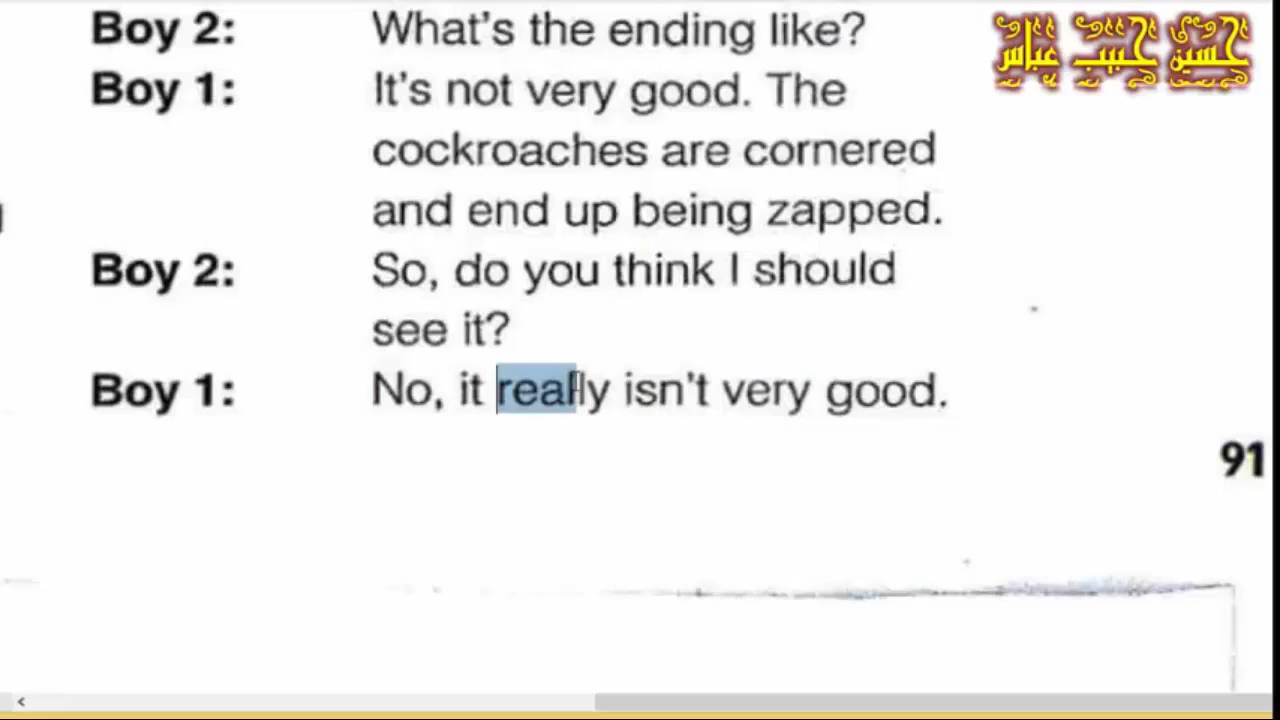 حسين حبيب عباس
Boy 2: What's the ending like?
Boy 1: It's not very good. The
cockroaches are cornered
and end up being zapped.
Boy 2: So, do you think I should
see it?
Boy 1: No, it really isn't very good.
91